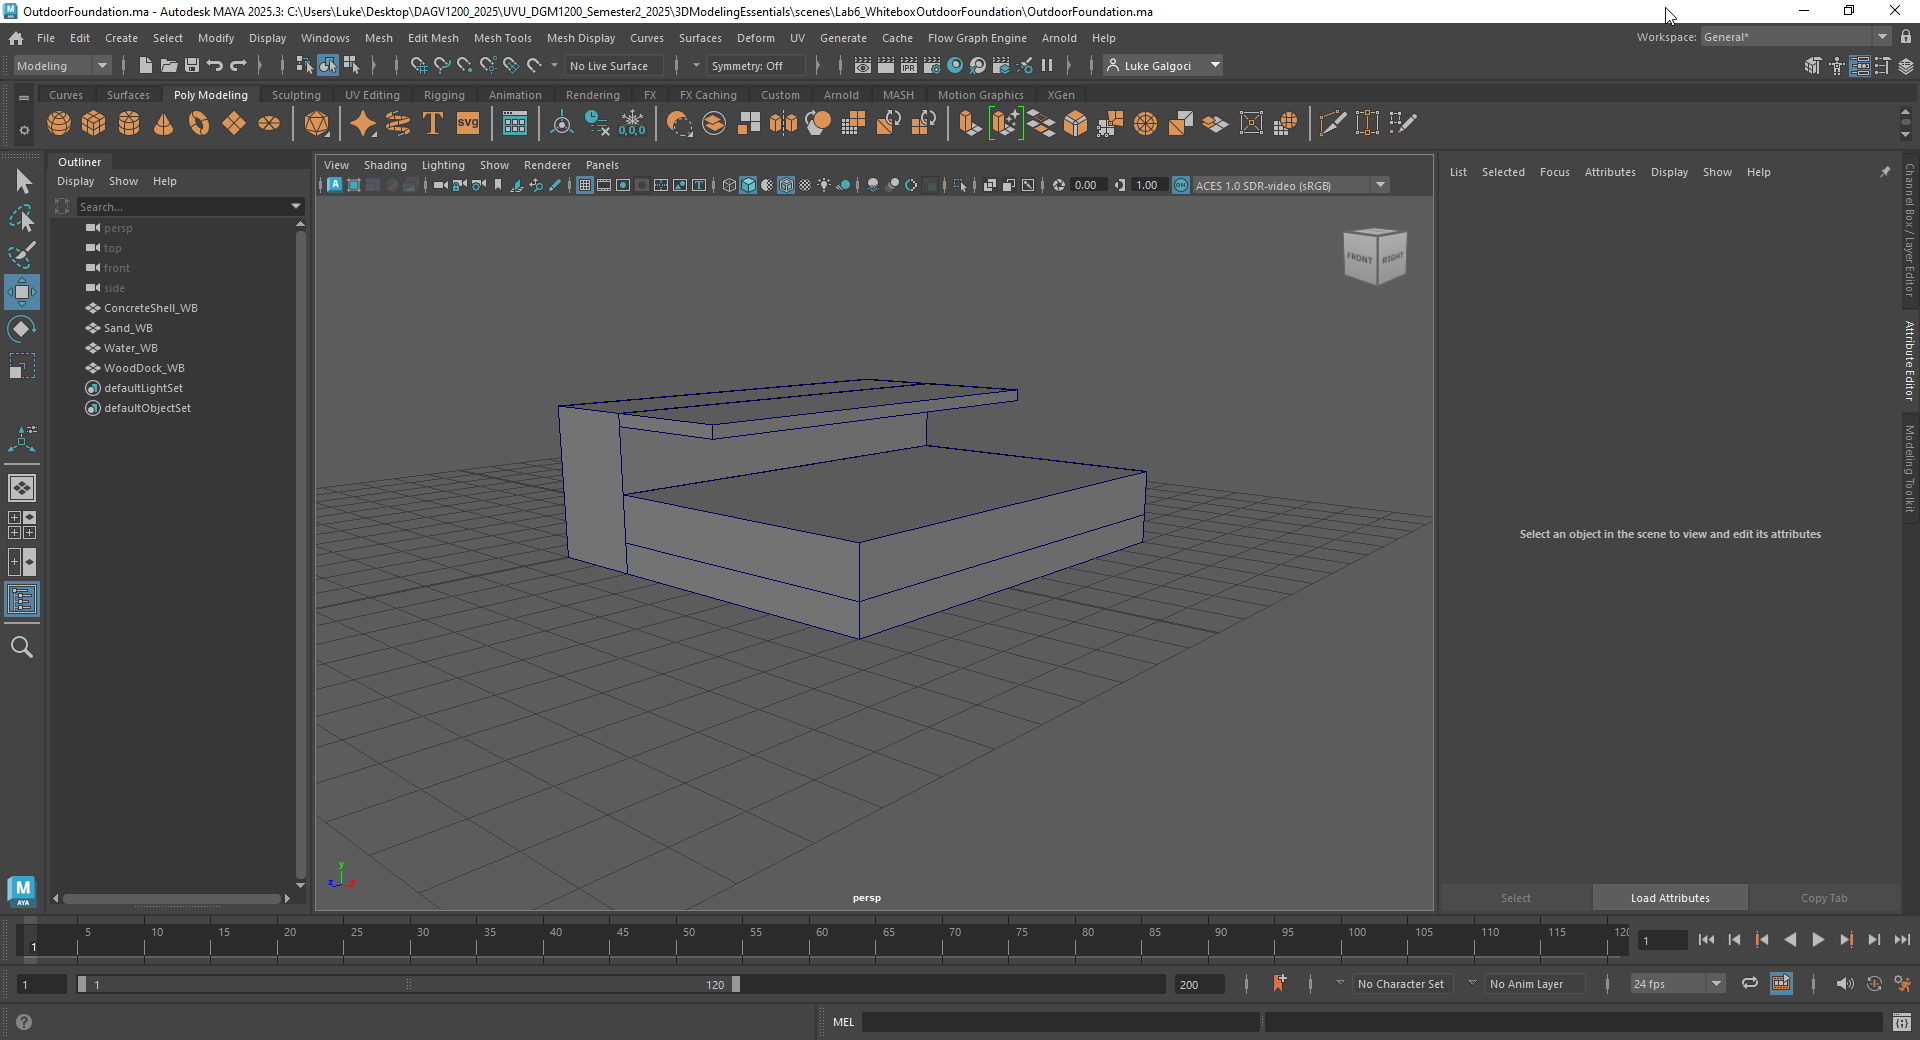 OutdoorFoundation.ma - Autodesk MAYA 2025.3: C:\Users\Luke\Desktop\DAGV1200_2025\UVU_DGM1200_Semester2_2025\3DModelingEssentials\scenes\Lab6_WhiteboxOutdoorFoundation\OutdoorFoundation.ma
File Edit Create Select Modify Display Windows Mesh Edit Mesh Mesh Tools Mesh Display Curves Surfaces Deform UV Generate Cache Flow Graph Engine Arnold Help Workspace: General*
Modeling No Live Surface Symmetry: Off IPR Luke Galgoci
Curves Surfaces Poly Modeling Sculpting UV Editing Rigging Animation Rendering FX FX Caching Custom Arnold MASH Motion Graphics XGen
T SVG 0,0,0
Outliner
Display Show Help
Search...
persp
top
front
side
ConcreteShell_WB
Sand_WB
Water_WB
WoodDock_WB
defaultLightSet
defaultObjectSet
View Shading Lighting Show Renderer Panels
0.00 1.00 ACES 1.0 SDR-video (sRGB)
FRONT RIGHT
y
z x
persp
List Selected Focus Attributes Display Show Help
Select an object in the scene to view and edit its attributes
Select Load Attributes Copy Tab
Channel Box / Layer Editor
Attribute Editor
Modeling Toolkit
M
AYA
1 5 10 15 20 25 30 35 40 45 50 55 60 65 70 75 80 85 90 95 100 105 110 115 120 1
1 1 120 200 No Character Set No Anim Layer 24 fps
MEL